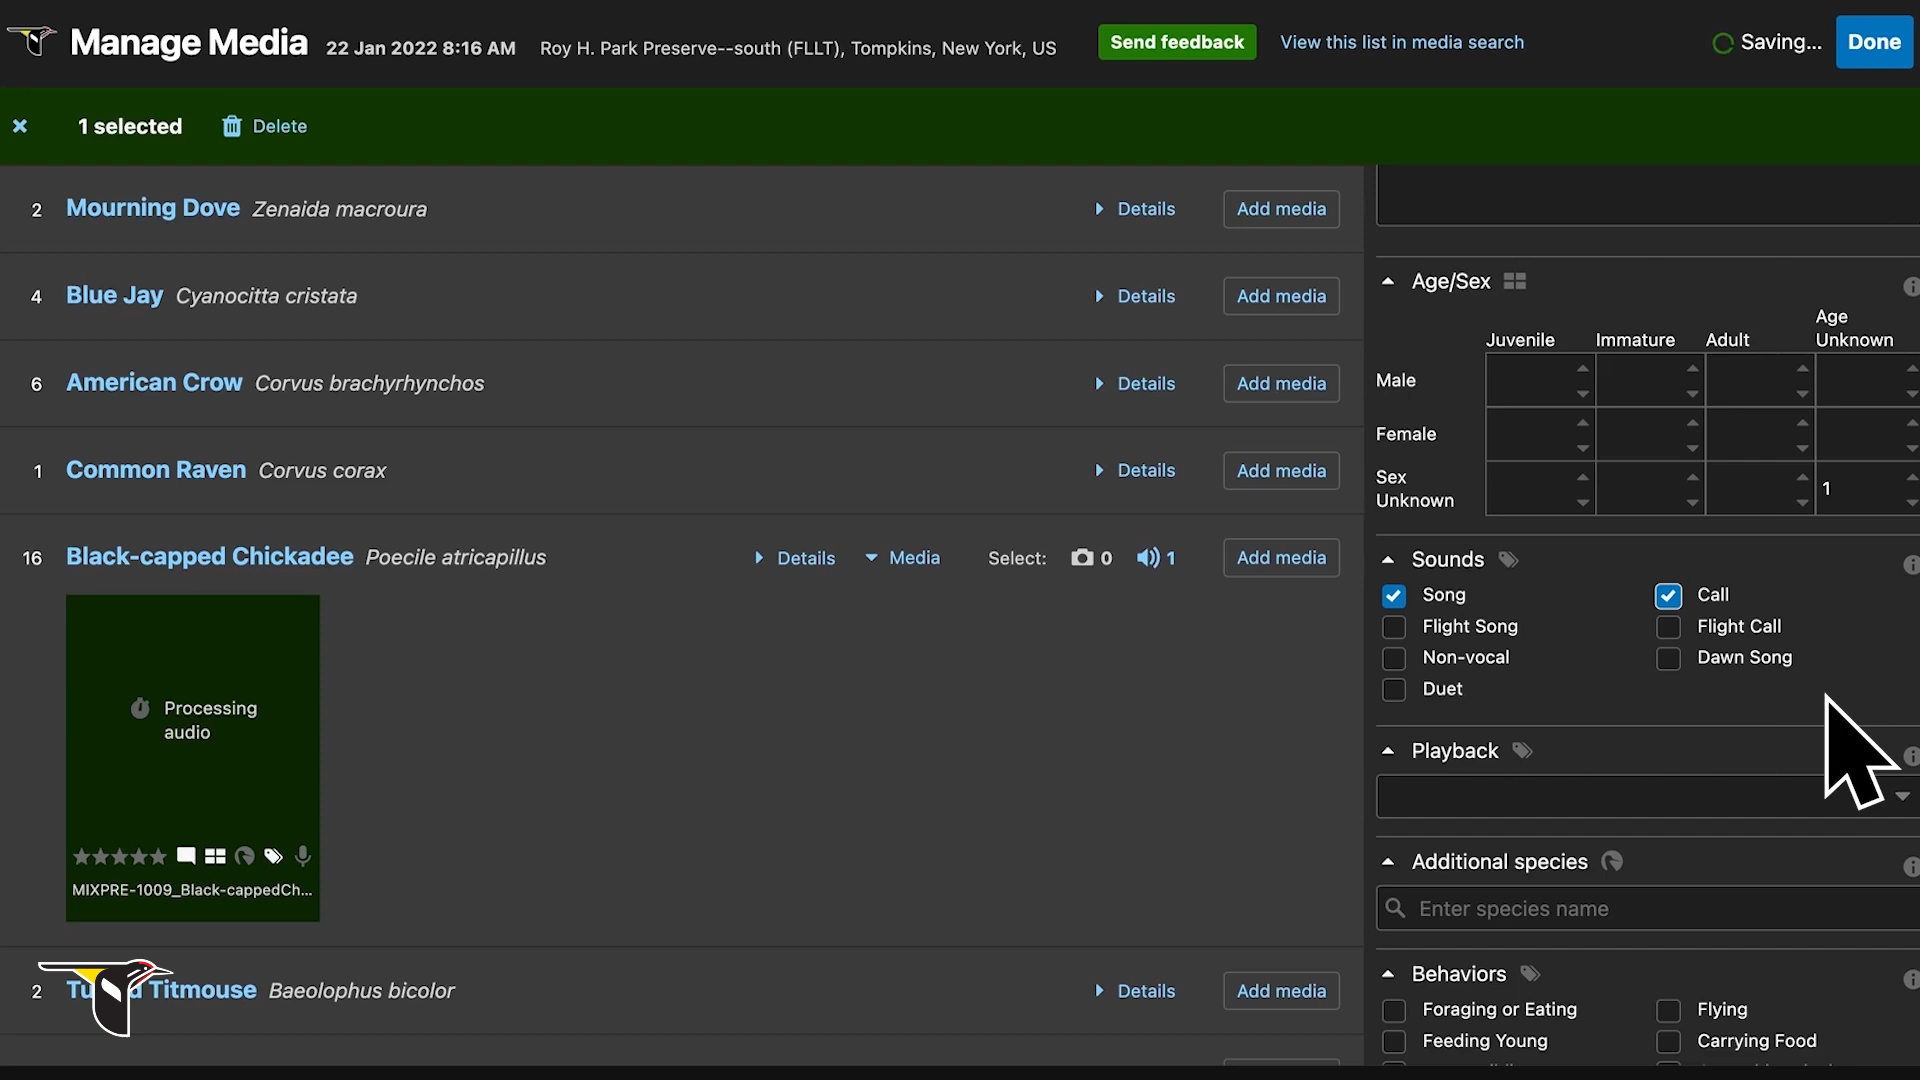 Manage Media 22 Jan 2022 8:16 AM Roy H. Park Preserve--south (FLLT), Tompkins, New York, US Send feedback View this list in media search Saving... Done
1 selected Delete
2 Mourning Dove Zenaida macroura Details Add media
4 Blue Jay Cyanocitta cristata Details Add media
6 American Crow Corvus brachyrhynchos Details Add media
1 Common Raven Corvus corax Details Add media
16 Black-capped Chickadee Poecile atricapillus Details Media Select: 0 1 Add media
Processing
audio
MIXPRE-1009_Black-cappedCh...
2 Titmouse Baeolophus bicolor Details Add media
Age/Sex
Juvenile Immature Adult Age Unknown
Male
Female
Sex Unknown 1
Sounds
Song Call
Flight Song Flight Call
Non-vocal Dawn Song
Duet
Playback
Additional species
Enter species name
Behaviors
Foraging or Eating Flying
Feeding Young Carrying Food